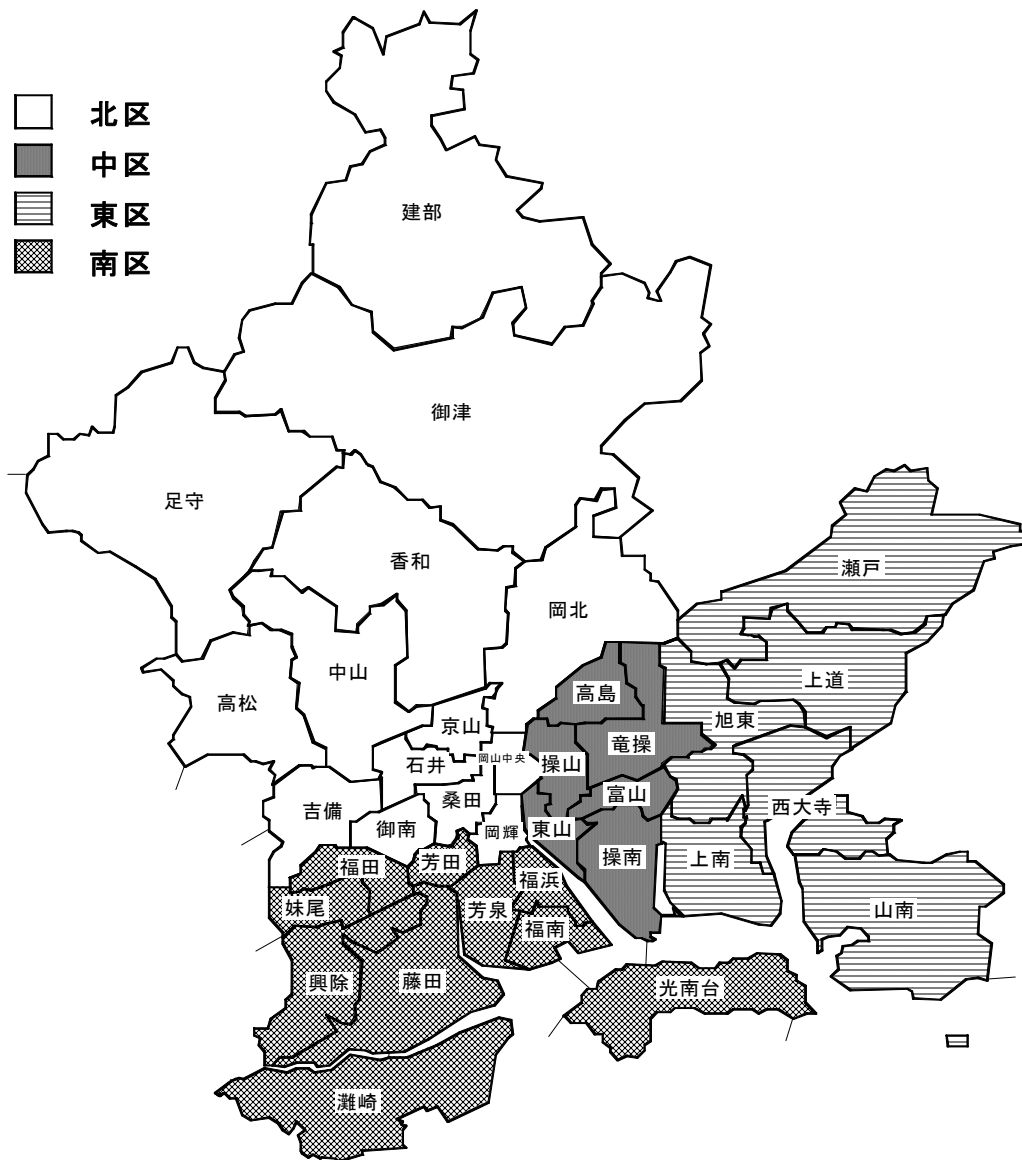 北区
中区
東区
南区
建部
御津
足守
香和
瀬戸
岡北
中山
上道
高島
高松
旭東
京山
竜操
石井
岡山中央
操山
富山
桑田
西大寺
吉備
御南
岡輝
東山
操南
上南
福田
芳田
福浜
妹尾
芳泉
山南
福南
興除
藤田
光南台
灘崎